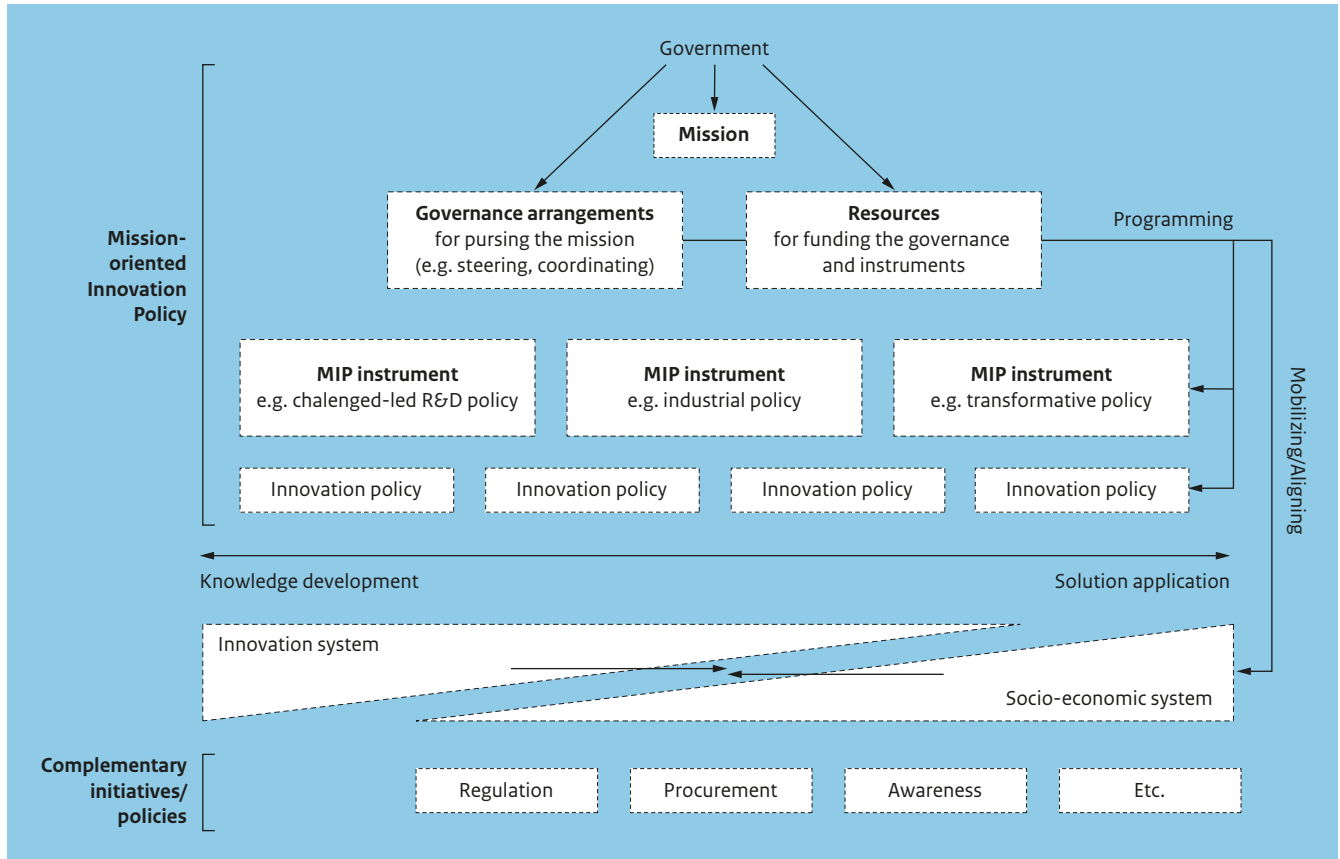 Government
Mission
Mission-
oriented
Innovation
Policy
Governance arrangements
for pursing the mission
(e.g. steering, coordinating)
Resources
for funding the governance
and instruments
Programming
MIP instrument
e.g. chalenged-led R&D policy
MIP instrument
e.g. industrial policy
MIP instrument
e.g. transformative policy
Mobilizing/Aligning
Innovation policy
Innovation policy
Innovation policy
Innovation policy
Knowledge development
Solution application
Innovation system
Socio-economic system
Complementary
initiatives/
policies
Regulation
Procurement
Awareness
Etc.